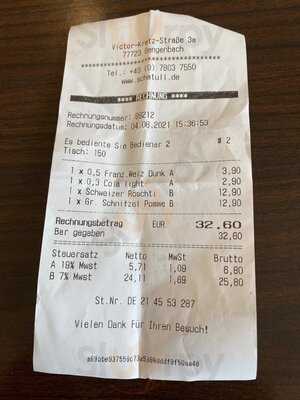 Victor-Kretz-Straße 3a
77723 Gengenbach
Tel.: +49 (0) 7803 7550
www.schmtull.de
**** RECHNUNG ****
Rechnungsnummer: 89212
Rechnungsdatum: 04.08.2021 15:36:53
Es bediente Sie Bediener 2 # 2
Tisch: 150
1 x 0,5 Franz.Weiz Dunk A 3,90
1 x 0,3 Cola light A 2,90
1 x Schweizer Röschti B 12,90
1 x Gr. Schnitzel Pomme B 12,90
Rechnungsbetrag EUR 32,60
Bar gegeben 32,60
Steuersatz Netto MwSt Brutto
A 19% Mwst 5,71 1,09 6,80
B 7% Mwst 24,11 1,69 25,80
St.Nr. DE 21 45 53 287
Vielen Dank Für Ihren Besuch!